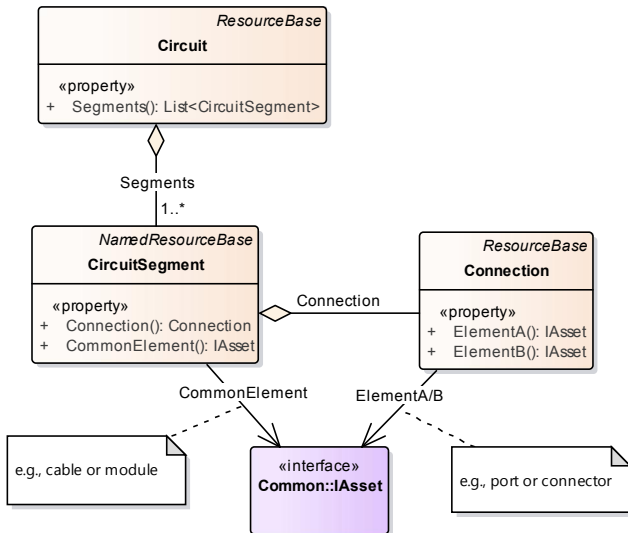 ResourceBase
Circuit
«property»
+ Segments(): List<CircuitSegment>
Segments
1..*
NamedResourceBase
CircuitSegment
«property»
+ Connection(): Connection
+ CommonElement(): IAsset
Connection
ResourceBase
Connection
«property»
+ ElementA(): IAsset
+ ElementB(): IAsset
CommonElement
ElementA/B
e.g., cable or module
«interface»
Common::IAsset
e.g., port or connector